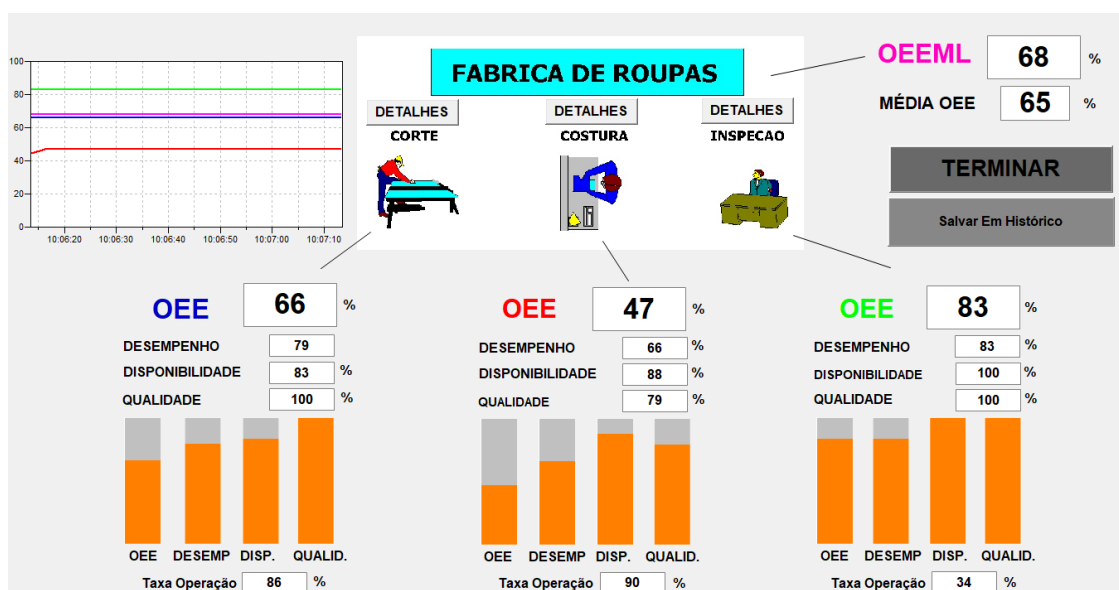 FABRICA DE ROUPAS
DETALHES DETALHES DETALHES
CORTE COSTURA INSPECAO
OEEML 68 %
MÉDIA OEE 65 %
TERMINAR
Salvar Em Histórico
100
80
60
40
20
0
10:06:20 10:06:30 10:06:40 10:06:50 10:07:00 10:07:10
OEE 66 %
DESEMPENHO 79
DISPONIBILIDADE 83 %
QUALIDADE 100 %
OEE DESEMP DISP. QUALID.
Taxa Operação 86 %
OEE 47 %
DESEMPENHO 66 %
DISPONIBILIDADE 88 %
QUALIDADE 79 %
OEE DESEMP DISP. QUALID.
Taxa Operação 90 %
OEE 83 %
DESEMPENHO 83 %
DISPONIBILIDADE 100 %
QUALIDADE 100 %
OEE DESEMP DISP. QUALID.
Taxa Operação 34 %